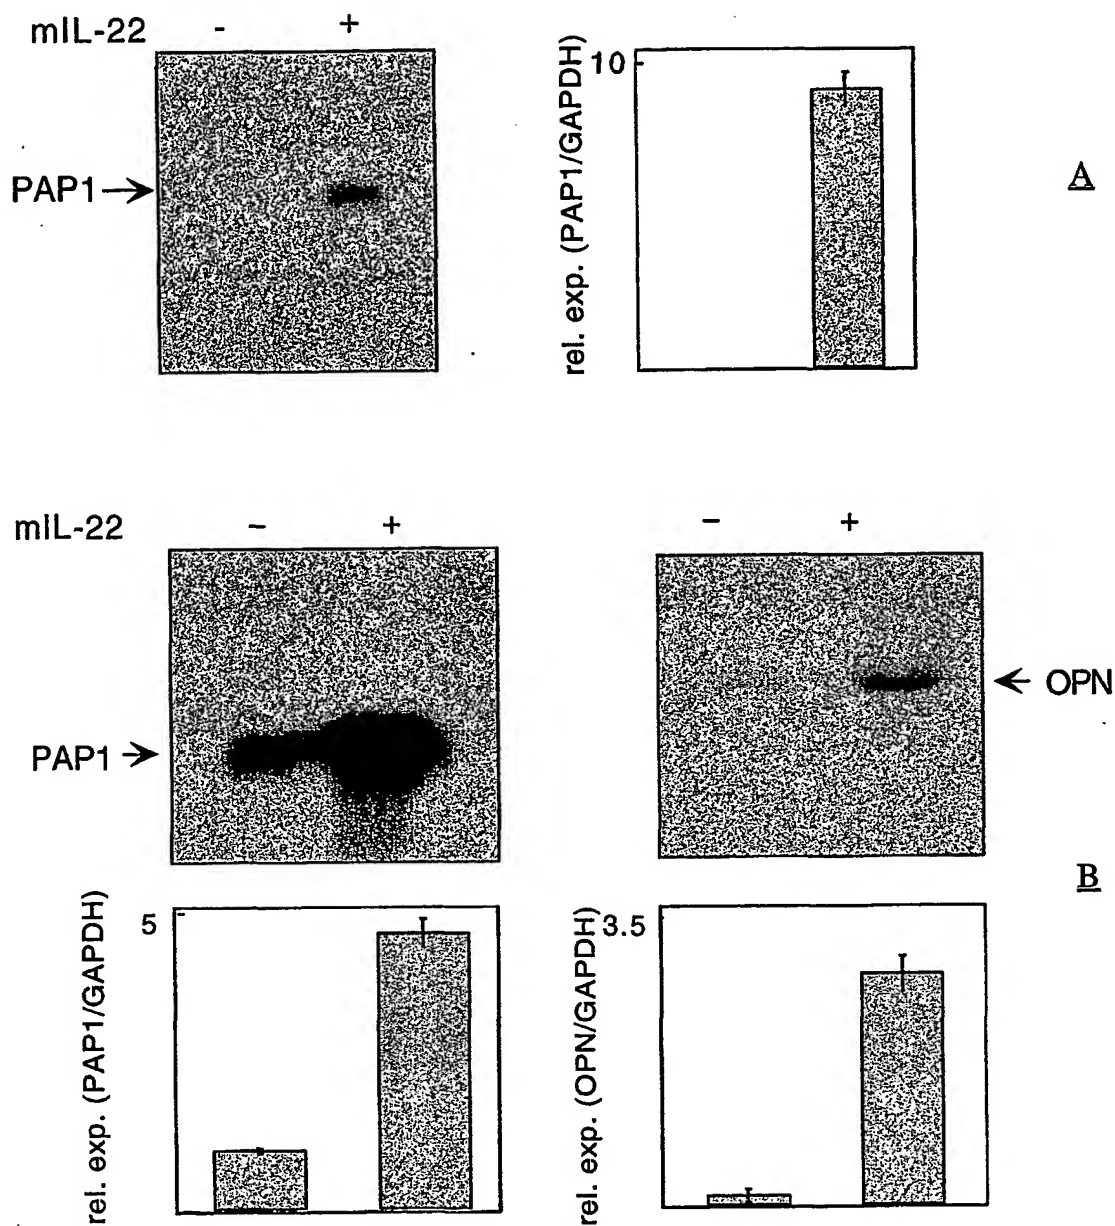 mIL-22 - +
PAP1
10
rel. exp. (PAP1/GAPDH)
A
mIL-22 - +
PAP1
- +
OPN
B
5
rel. exp. (PAP1/GAPDH)
3.5
rel. exp. (OPN/GAPDH)